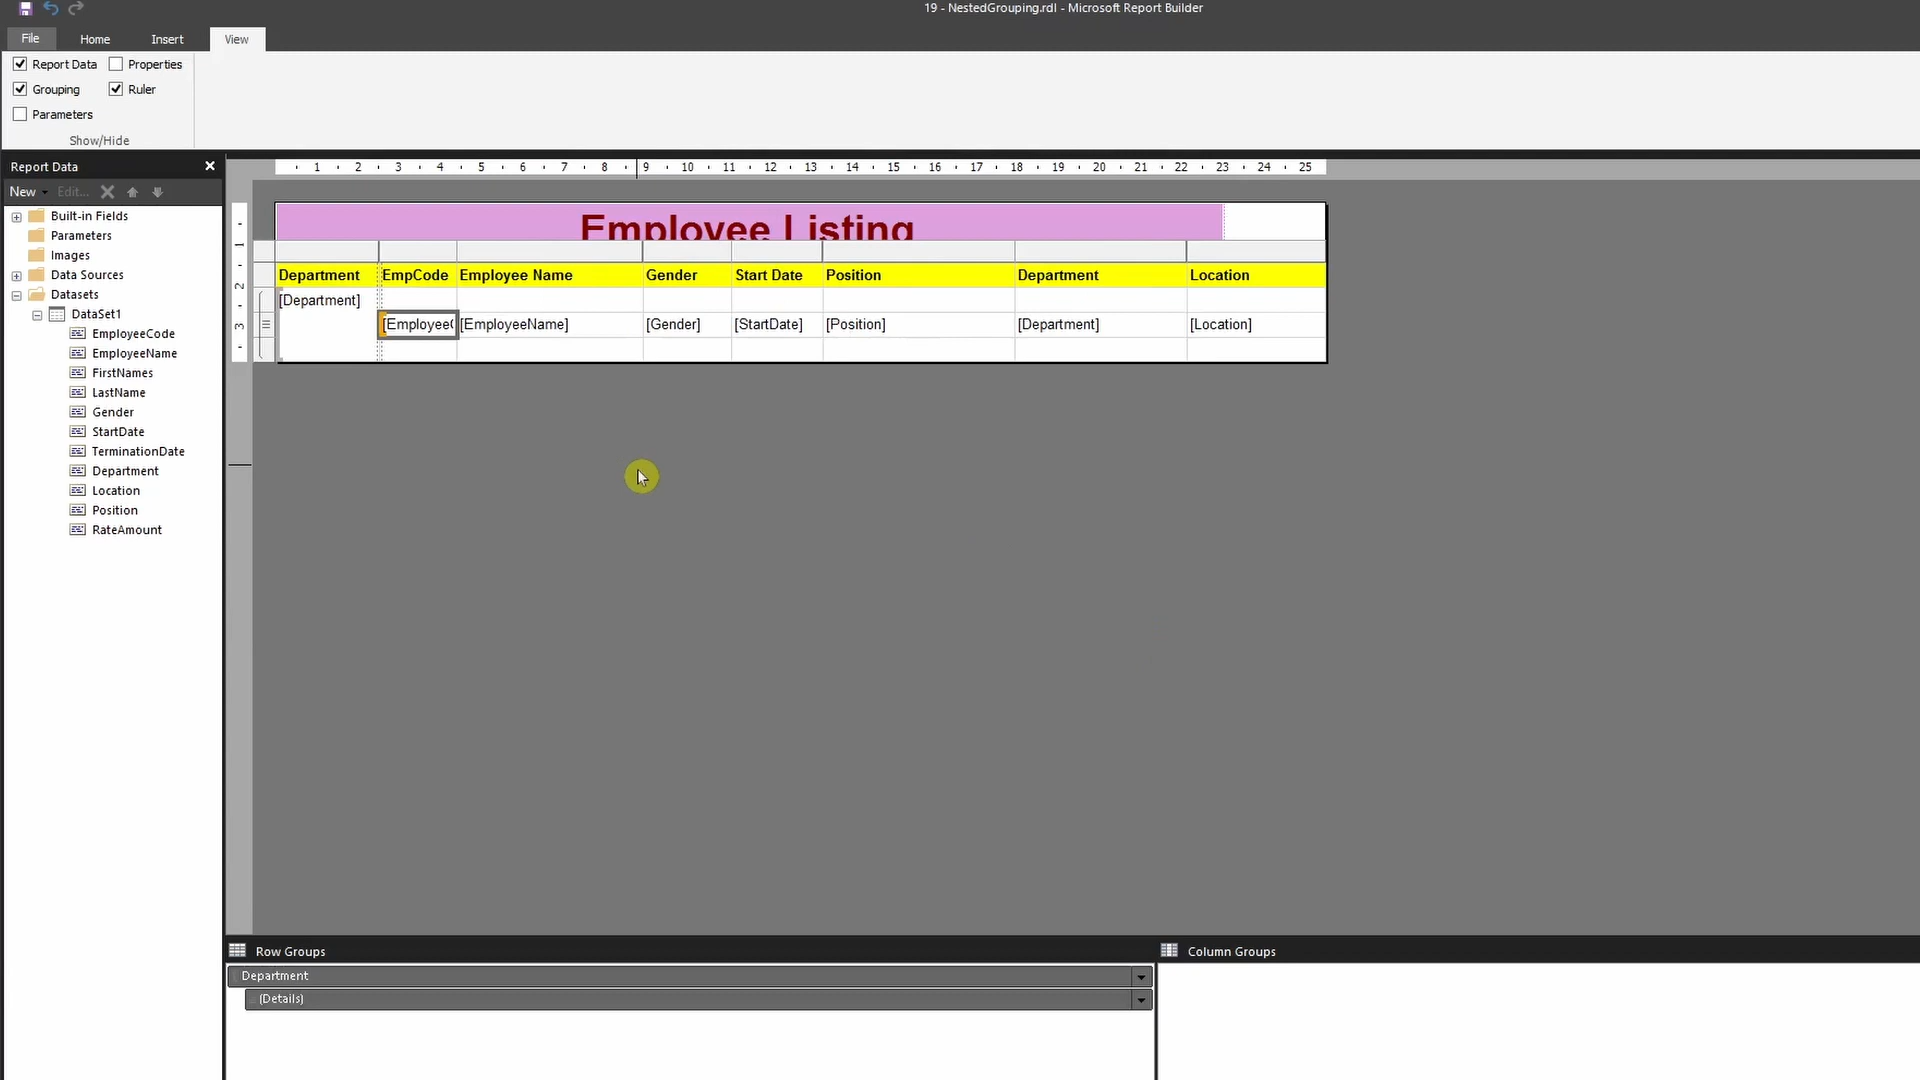 19 - NestedGrouping.rdl - Microsoft Report Builder
File Home Insert View
Report Data Properties
Grouping Ruler
Parameters
Show/Hide
Report Data
New Edit...
Built-in Fields
Parameters
Images
Data Sources
Datasets
DataSet1
EmployeeCode
EmployeeName
FirstNames
LastName
Gender
StartDate
TerminationDate
Department
Location
Position
RateAmount
1 2 3 4 5 6 7 8 9 10 11 12 13 14 15 16 17 18 19 20 21 22 23 24 25
1
2
3
Employee Listing
Department EmpCode Employee Name Gender Start Date Position Department Location
[Department]
[Employee [EmployeeName] [Gender] [StartDate] [Position] [Department] [Location]
Row Groups
Department
(Details)
Column Groups